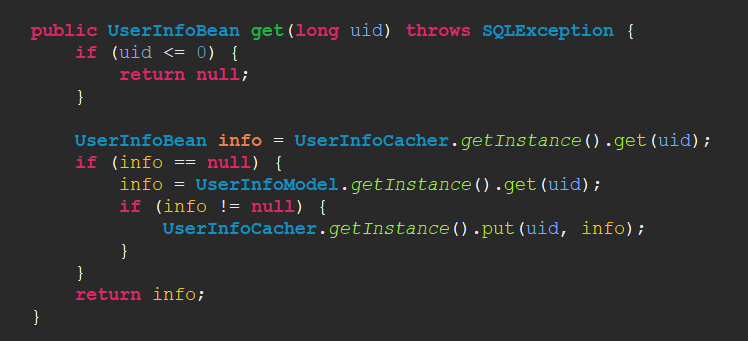 public UserInfoBean get(long uid) throws SQLException {
    if (uid <= 0) {
        return null;
    }

    UserInfoBean info = UserInfoCacher.getInstance().get(uid);
    if (info == null) {
        info = UserInfoModel.getInstance().get(uid);
        if (info != null) {
            UserInfoCacher.getInstance().put(uid, info);
        }
    }
    return info;
}